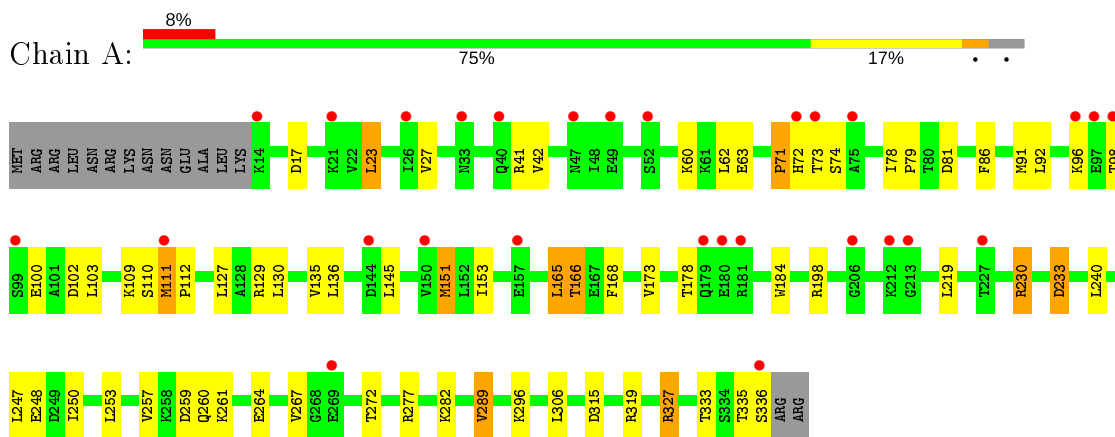 8%
Chain A:
75% 17% • •
MET ARG ARG LEU ASN ARG LYS ASN ASN GLU ALA LEU LYS K14 D17 K21 V22 L23 I26 V27 N33 Q40 R41 V42 N47 I48 E49 S52 K60 K61 L62 E63 P71 H72 T73 S74 A75 I78 P79 T80 D81 F86 M91 L92 K96 E97 T98
S99 E100 A101 D102 L103 K109 S110 M111 P112 L127 A128 R129 L130 V135 L136 D144 L145 V150 M151 L152 I153 E157 L165 T166 E167 F168 V173 T178 Q179 E180 R181 W184 R198 G206 K212 G213 L219 T227 R230 D233 L240
L247 E248 D249 I250 L253 V257 K258 D259 Q260 K261 E264 V267 G268 E269 T272 R277 K282 V289 K296 L306 D315 R319 R327 T333 S334 T335 S336 ARG ARG